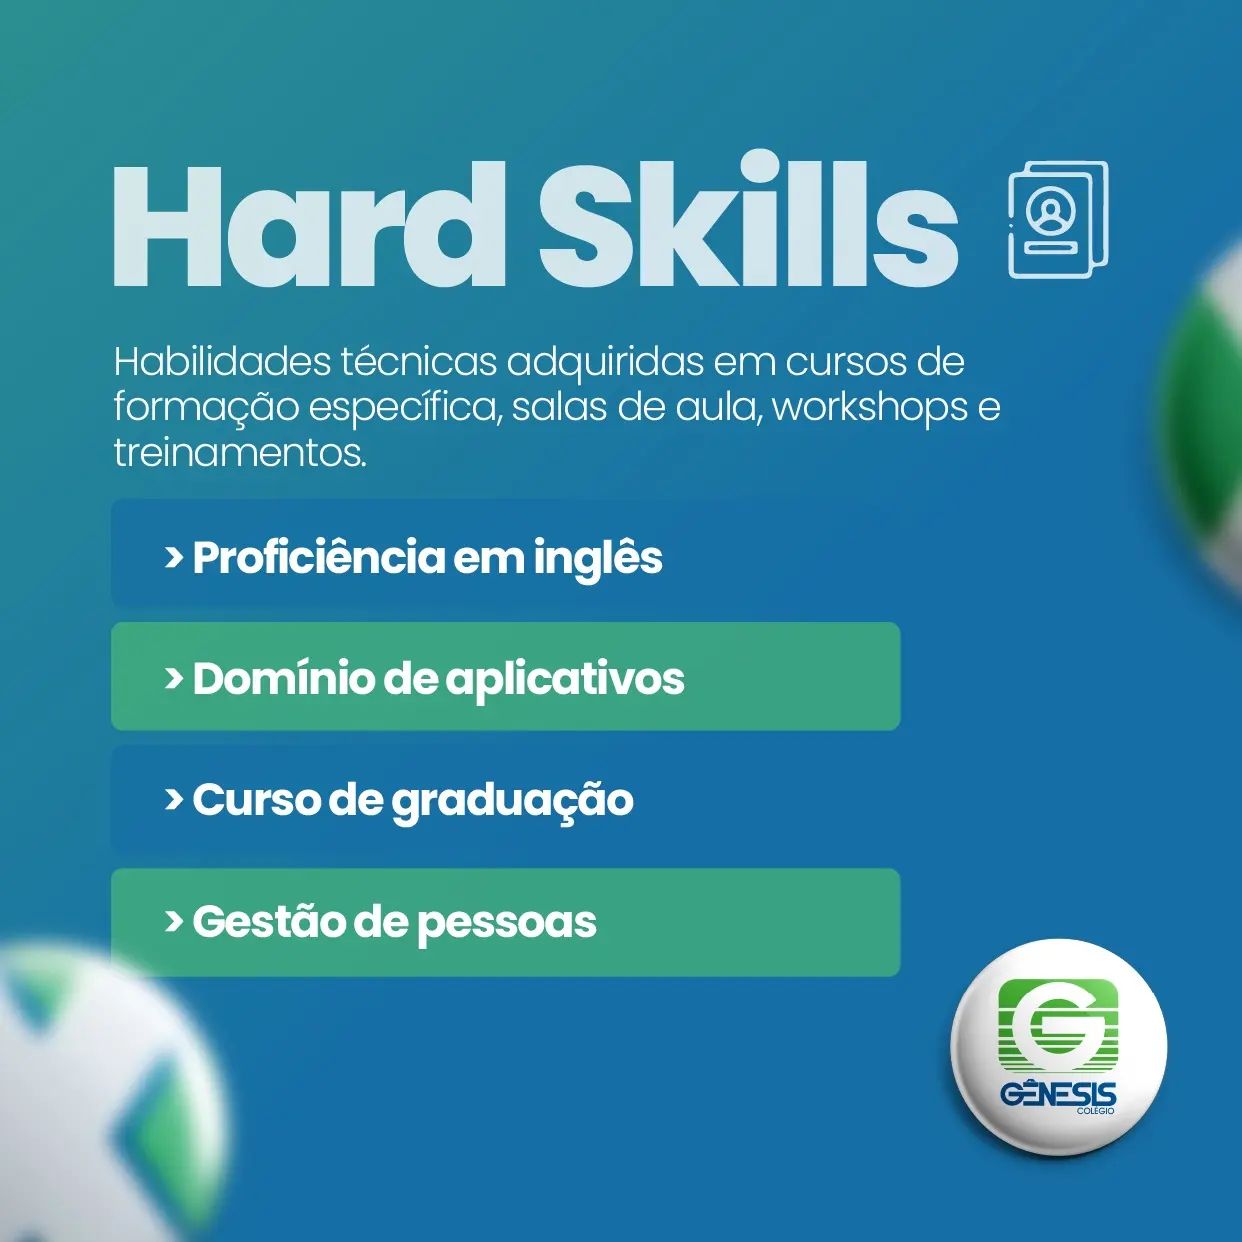 Hard Skills
Habilidades técnicas adquiridas em cursos de
formação específica, salas de aula, workshops e
treinamentos.
> Proficiência em inglês
> Domínio de aplicativos
> Curso de graduação
> Gestão de pessoas
G
GÊNESIS
COLÉGIO